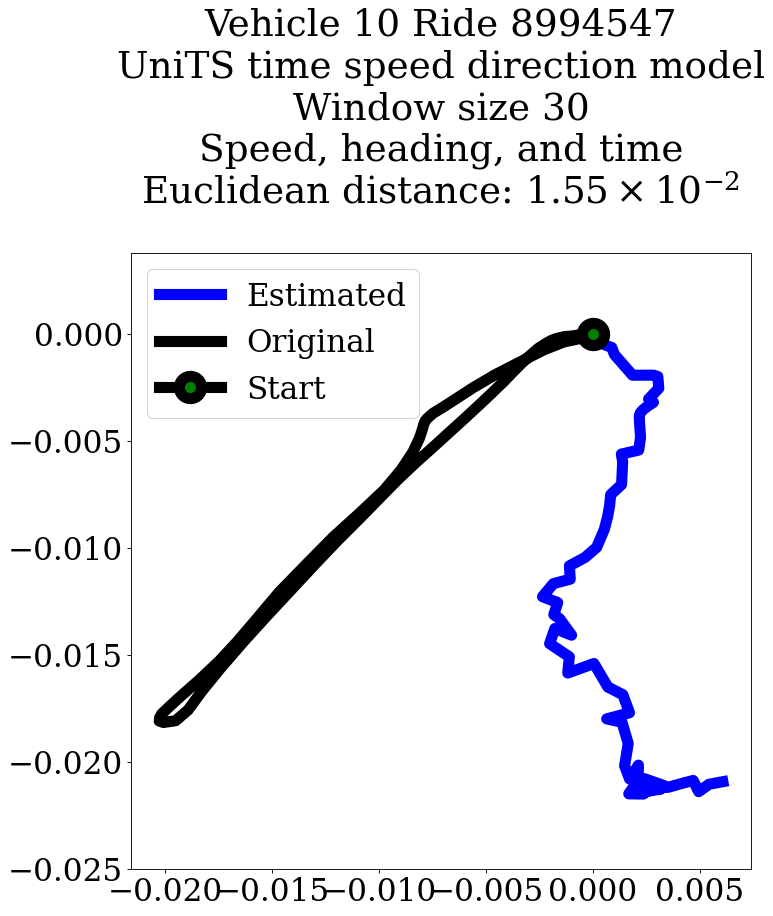 Vehicle 10 Ride 8994547
UniTS time speed direction model
Window size 30
Speed, heading, and time
Euclidean distance: 1.55 × 10⁻²
Estimated
Original
Start
0.000
−0.005
−0.010
−0.015
−0.020
−0.025
−0.020 −0.015 −0.010 −0.005 0.000 0.005